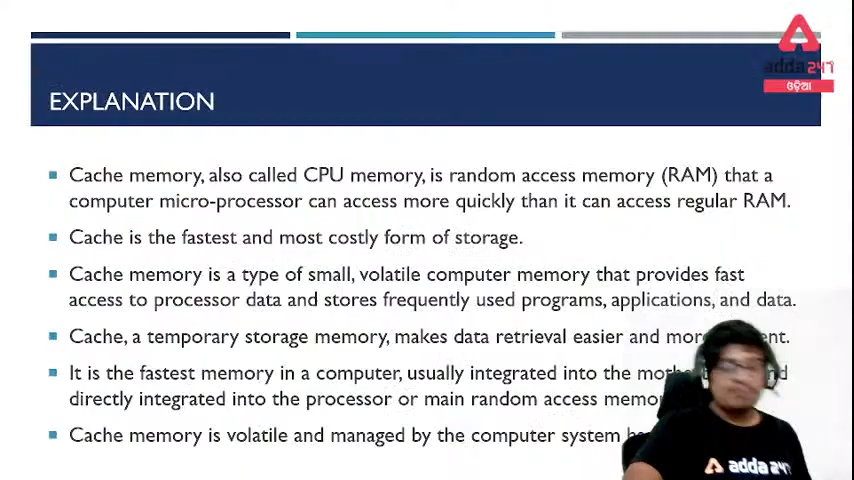 adda247
ଓଡ଼ିଆ
EXPLANATION
Cache memory, also called CPU memory, is random access memory (RAM) that a
computer micro-processor can access more quickly than it can access regular RAM.
Cache is the fastest and most costly form of storage.
Cache memory is a type of small, volatile computer memory that provides fast
access to processor data and stores frequently used programs, applications, and data.
Cache, a temporary storage memory, makes data retrieval easier and more
It is the fastest memory in a computer, usually integrated into the
directly integrated into the processor or main random access
Cache memory is volatile and managed by the computer system
adda247